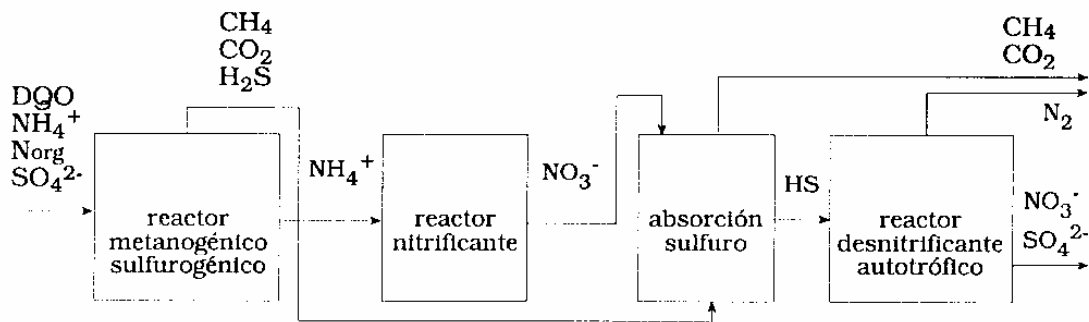 CH4
CO2
H2S
CH4
CO2
N2
DQO
NH4+
Norg
SO42-
NH4+
NO3-
HS
NO3-
SO42-
reactor
metanogénico
sulfurogénico
reactor
nitrificante
absorción
sulfuro
reactor
desnitrificante
autotrófico